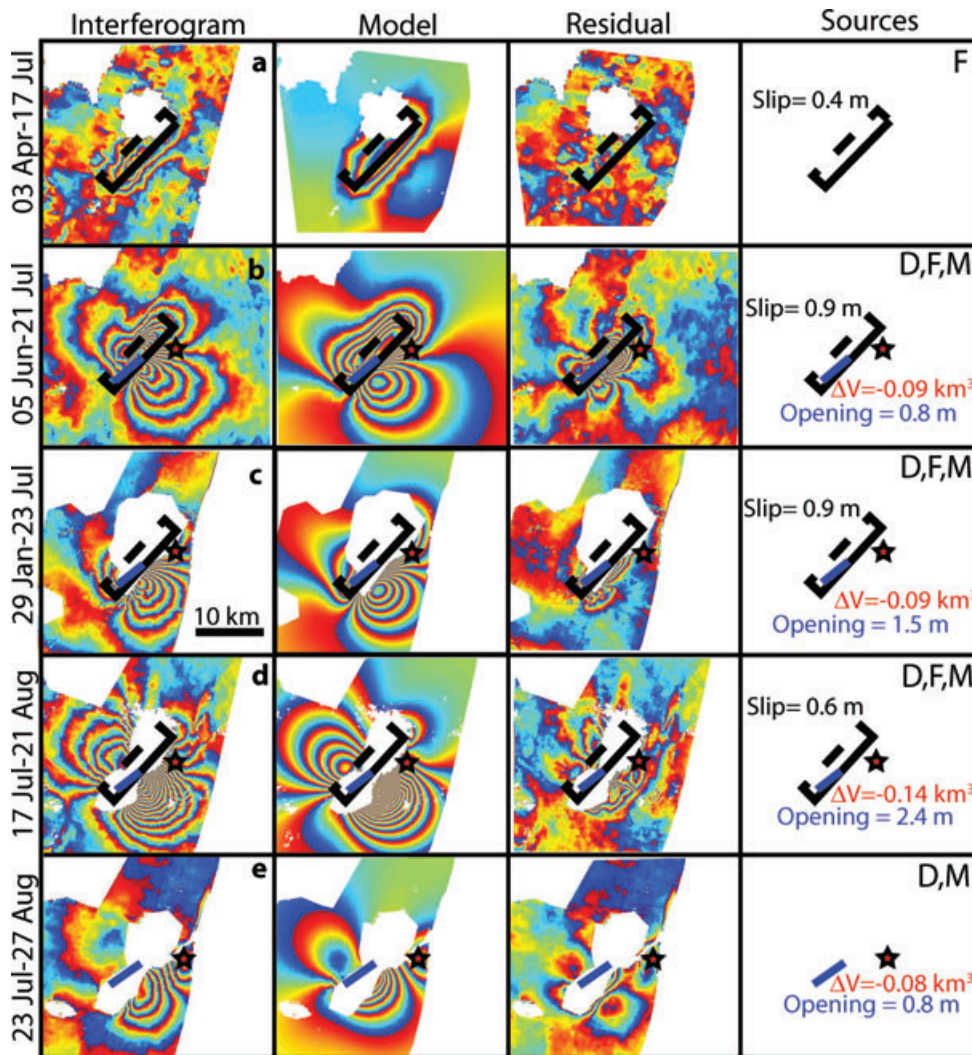 Interferogram Model Residual Sources
03 Apr-17 Jul
a
F
Slip= 0.4 m
05 Jun-21 Jul
b
D,F,M
Slip= 0.9 m
ΔV=-0.09 km³
Opening = 0.8 m
29 Jan-23 Jul
c
10 km
D,F,M
Slip= 0.9 m
ΔV=-0.09 km³
Opening = 1.5 m
17 Jul-21 Aug
d
D,F,M
Slip= 0.6 m
ΔV=-0.14 km³
Opening = 2.4 m
23 Jul-27 Aug
e
D,M
ΔV=-0.08 km³
Opening = 0.8 m